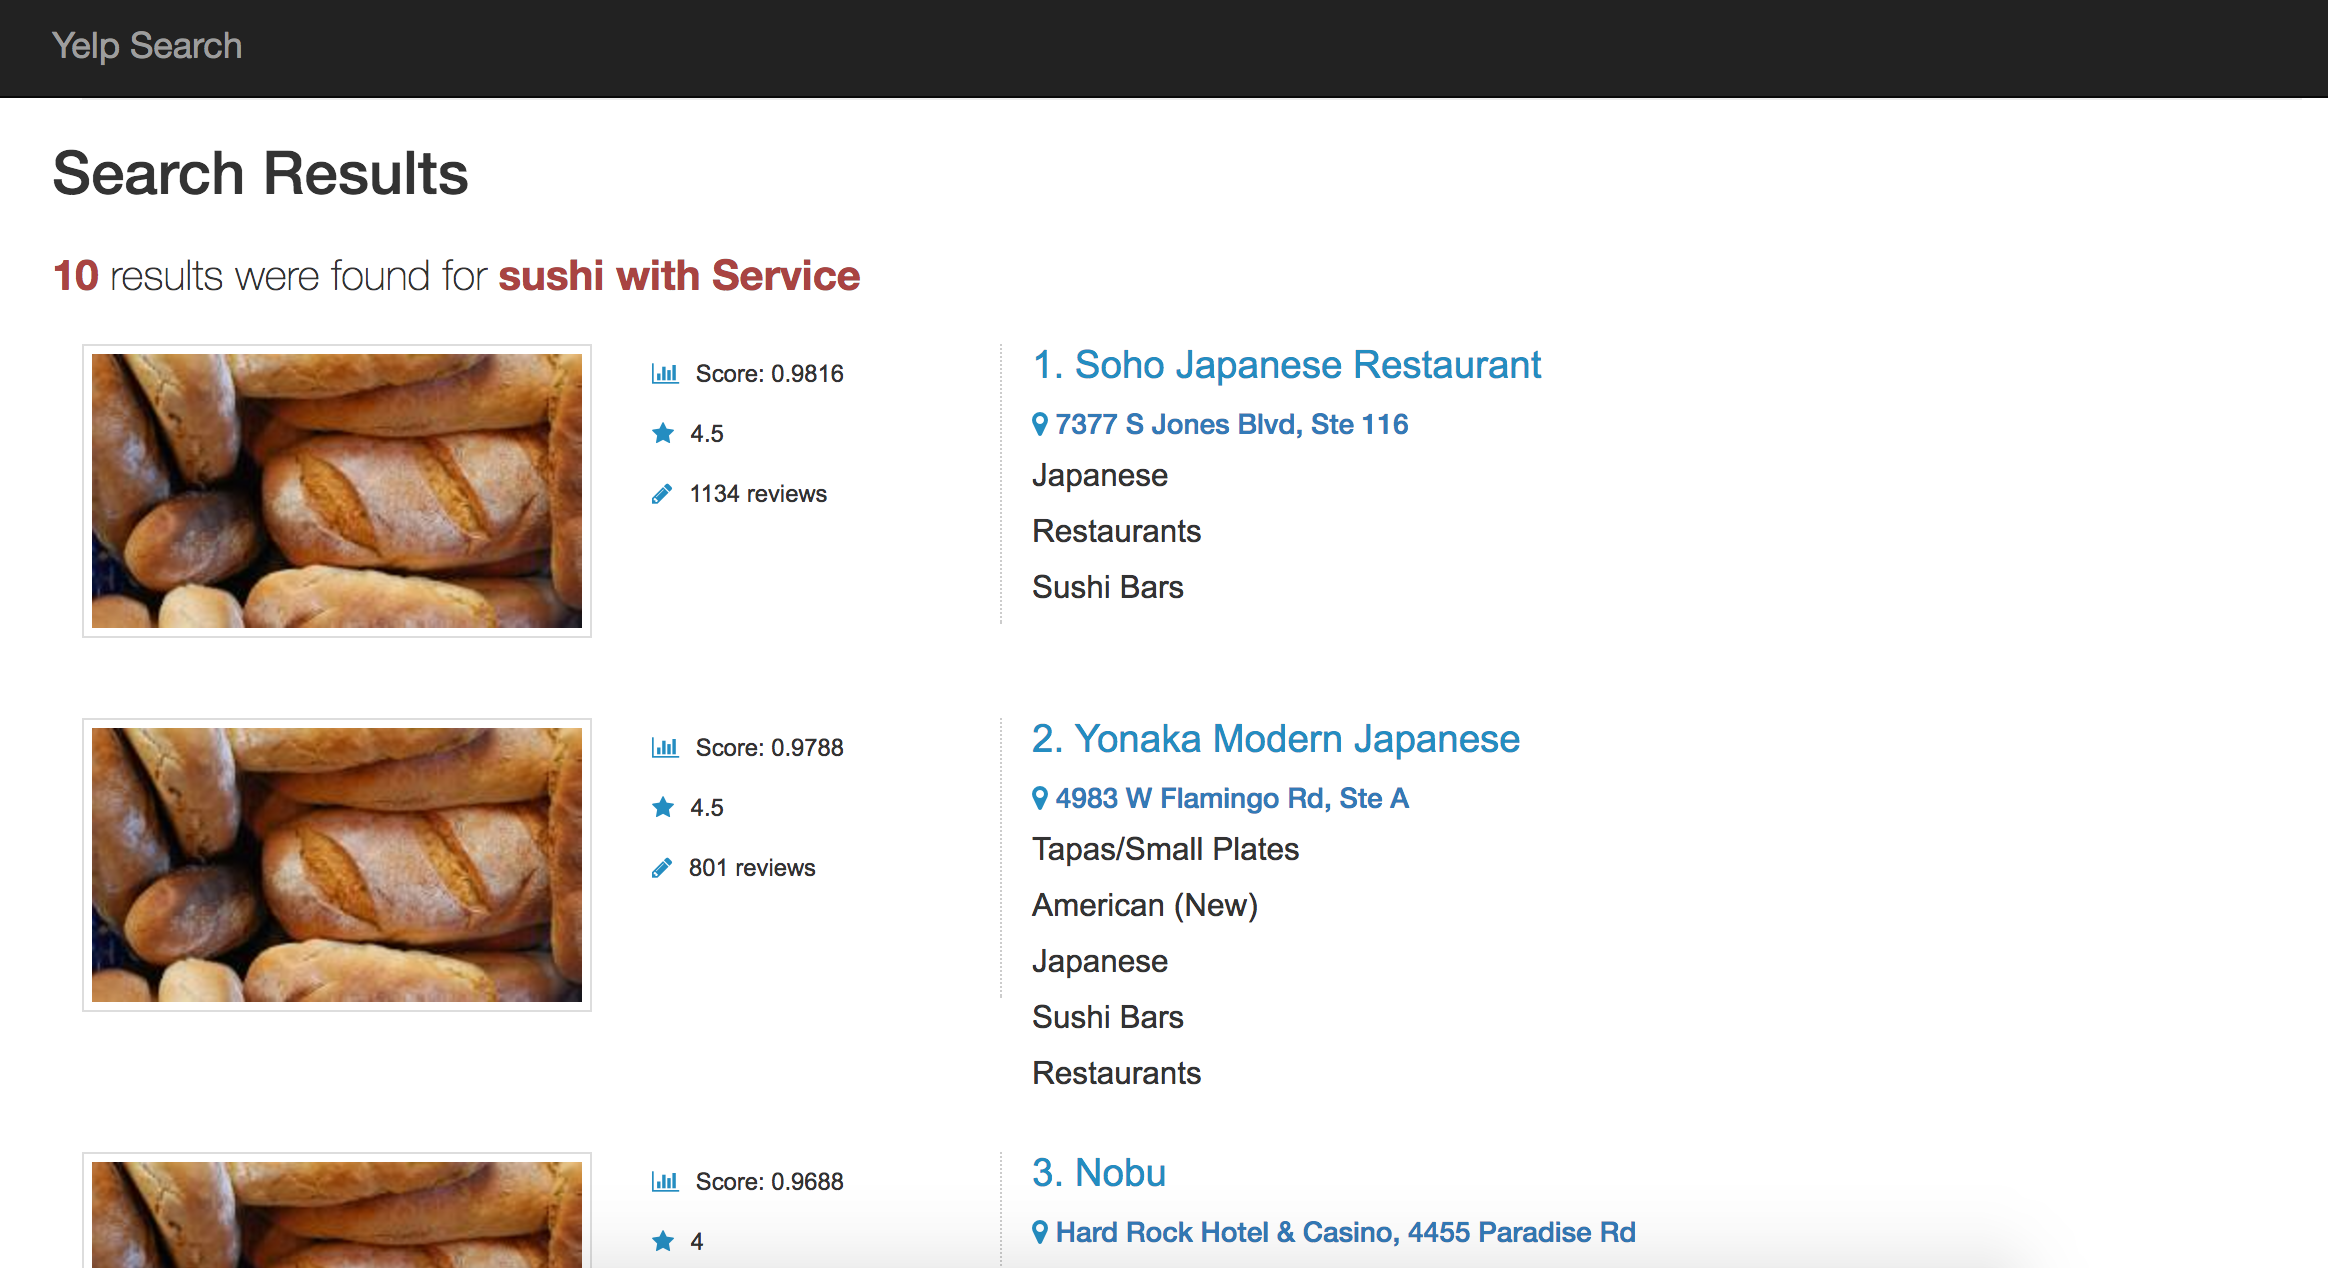 Yelp Search
Search Results
10 results were found for sushi with Service
Score: 0.9816
4.5
1134 reviews
1. Soho Japanese Restaurant
7377 S Jones Blvd, Ste 116
Japanese
Restaurants
Sushi Bars
Score: 0.9788
4.5
801 reviews
2. Yonaka Modern Japanese
4983 W Flamingo Rd, Ste A
Tapas/Small Plates
American (New)
Japanese
Sushi Bars
Restaurants
Score: 0.9688
4
3. Nobu
Hard Rock Hotel & Casino, 4455 Paradise Rd